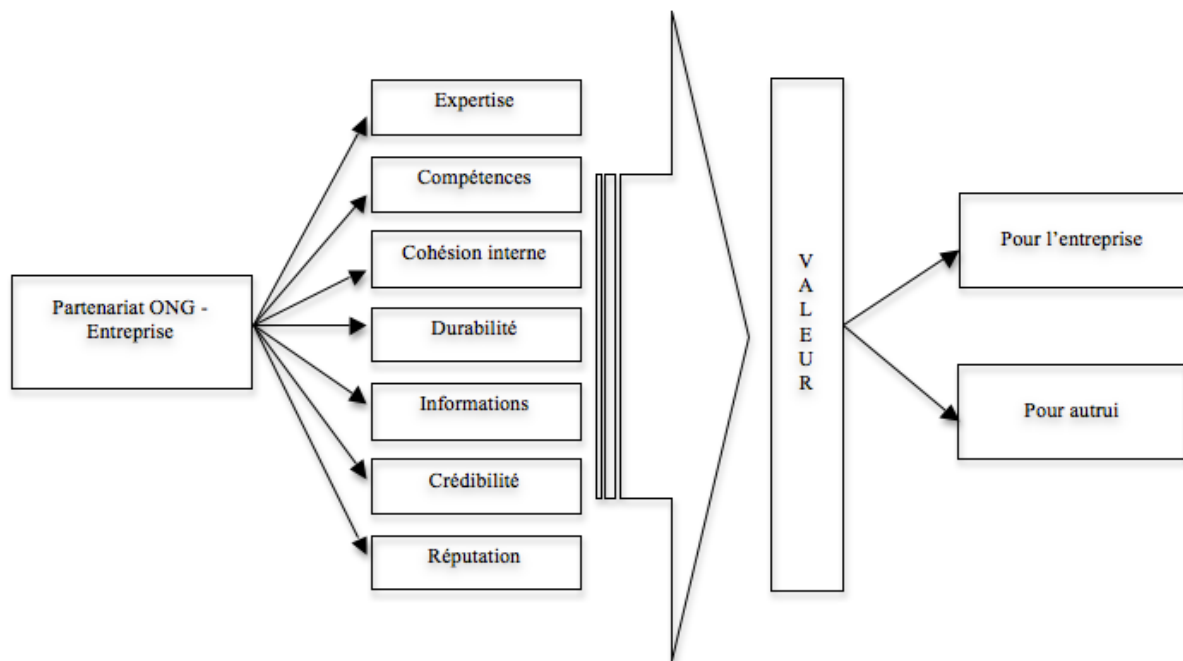 Partenariat ONG -
Entreprise
Expertise
Compétences
Cohésion interne
Durabilité
Informations
Crédibilité
Réputation
V
A
L
E
U
R
Pour l’entreprise
Pour autrui